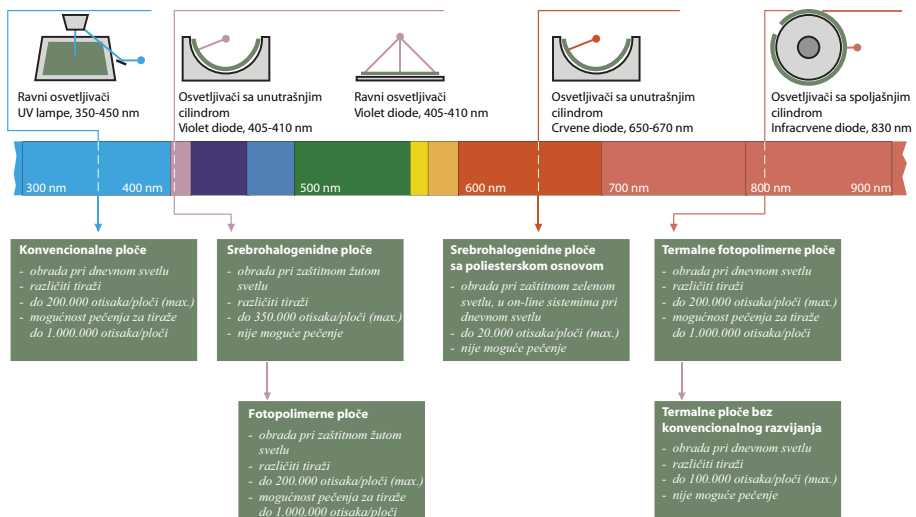 Ravni osvetljivači
UV lampe, 350-450 nm
Osvetljivači sa unutrašnjim
cilindrom
Violet diode, 405-410 nm
Ravni osvetljivači
Violet diode, 405-410 nm
Osvetljivači sa unutrašnjim
cilindrom
Crvene diode, 650-670 nm
Osvetljivači sa spoljašnjim
cilindrom
Infracrvene diode, 830 nm
300 nm
400 nm
500 nm
600 nm
700 nm
800 nm
900 nm
Konvencionalne ploče
- obrada pri dnevnom svetlu
- različiti tiraži
- do 200.000 otisaka/ploči (max.)
- mogućnost pečenja za tiraže
do 1.000.000 otisaka/ploči
Srebrohalogenidne ploče
- obrada pri zaštitnom žutom
svetlu
- različiti tiraži
- do 350.000 otisaka/ploči (max.)
- nije moguće pečenje
Srebrohalogenidne ploče
sa poliesterskom osnovom
- obrada pri zaštitnom zelenom
svetlu, u on-line sistemima pri
dnevnom svetlu
- do 20.000 otisaka/ploči (max.)
- nije moguće pečenje
Termalne fotopolimerne ploče
- obrada pri dnevnom svetlu
- različiti tiraži
- do 200.000 otisaka/ploči (max.)
- mogućnost pečenja za tiraže
do 1.000.000 otisaka/ploči
Fotopolimerne ploče
- obrada pri zaštitnom žutom
svetlu
- različiti tiraži
- do 200.000 otisaka/ploči (max.)
- mogućnost pečenja za tiraže
do 1.000.000 otisaka/ploči
Termalne ploče bez
konvencionalnog razvijanja
- obrada pri dnevnom svetlu
- različiti tiraži
- do 100.000 otisaka/ploči (max.)
- nije moguće pečenje